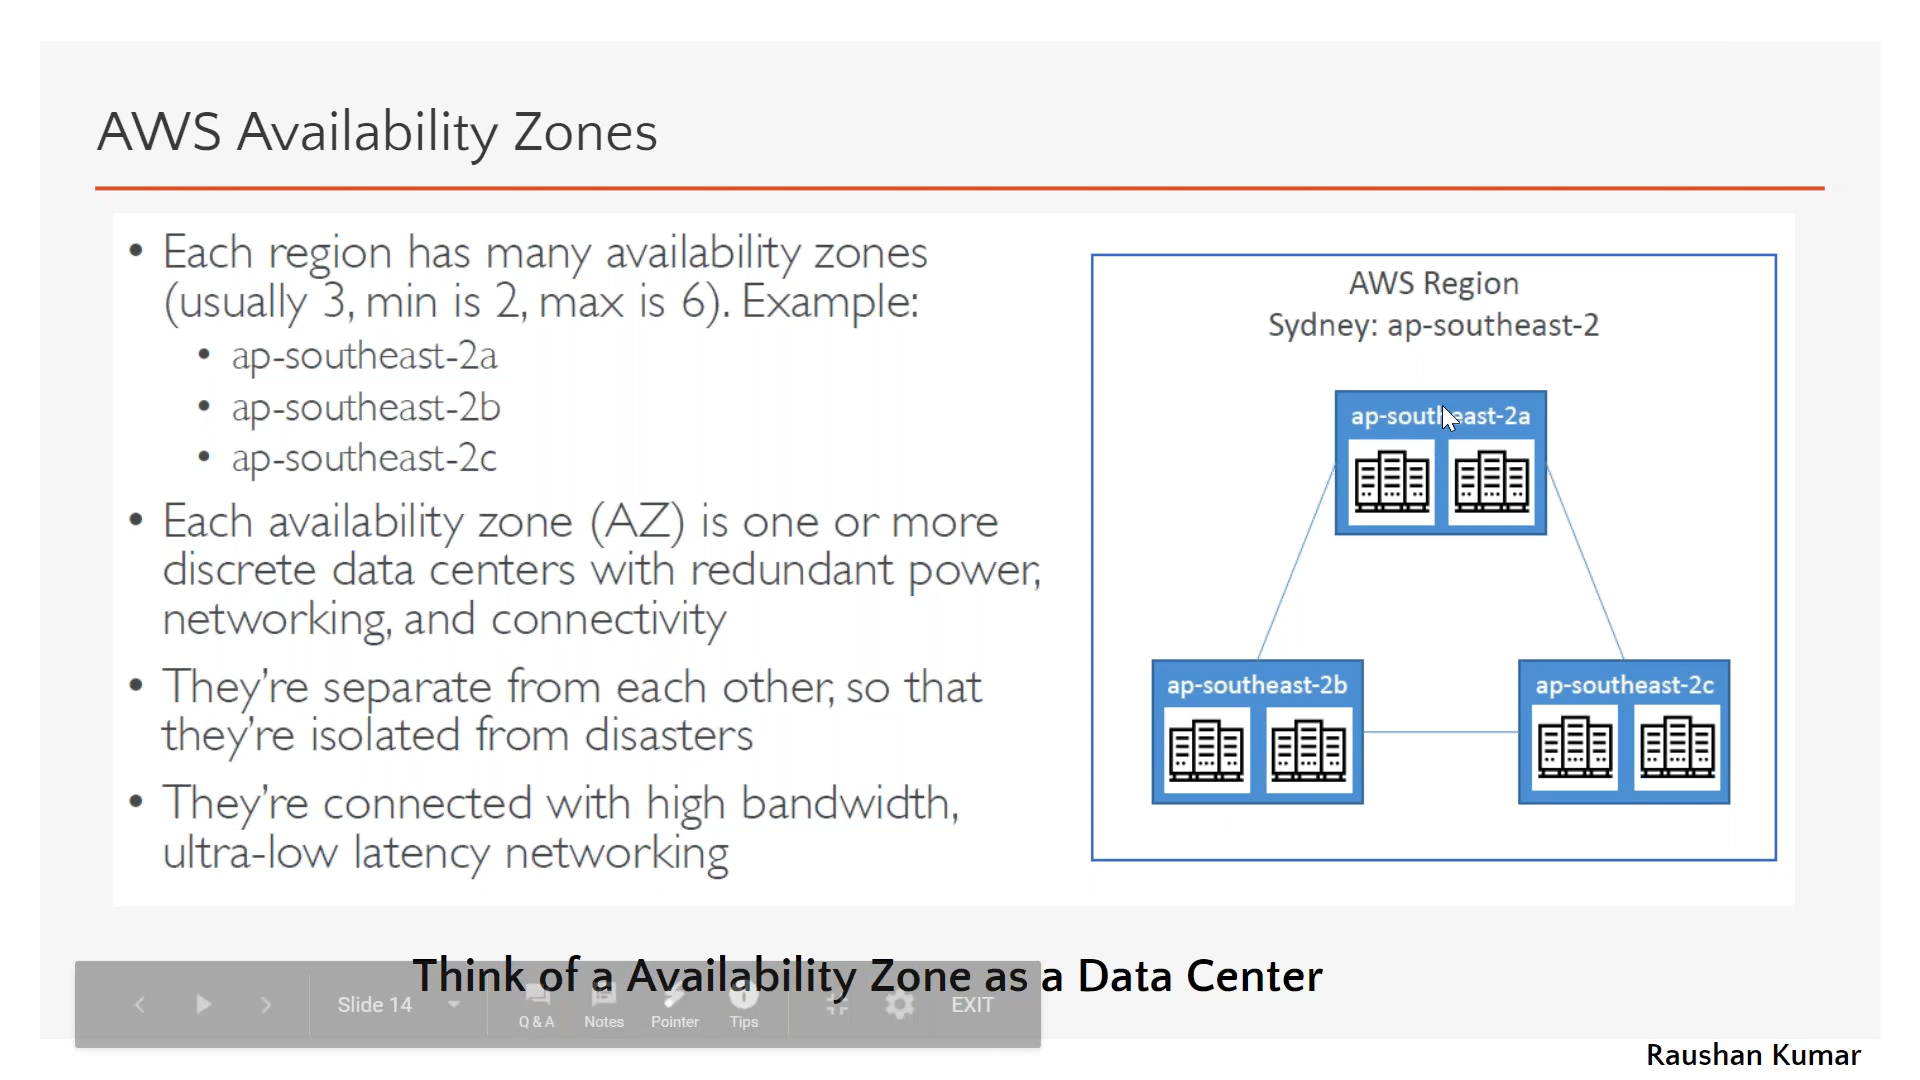 AWS Availability Zones
• Each region has many availability zones
(usually 3, min is 2, max is 6). Example:
• ap-southeast-2a
• ap-southeast-2b
• ap-southeast-2c
• Each availability zone (AZ) is one or more
discrete data centers with redundant power,
networking, and connectivity
• They're separate from each other, so that
they're isolated from disasters
• They're connected with high bandwidth,
ultra-low latency networking
AWS Region
Sydney: ap-southeast-2
ap-southeast-2a
ap-southeast-2b
ap-southeast-2c
Think of a Availability Zone as a Data Center
Slide 14
Q & A
Notes
Pointer
Tips
EXIT
Raushan Kumar